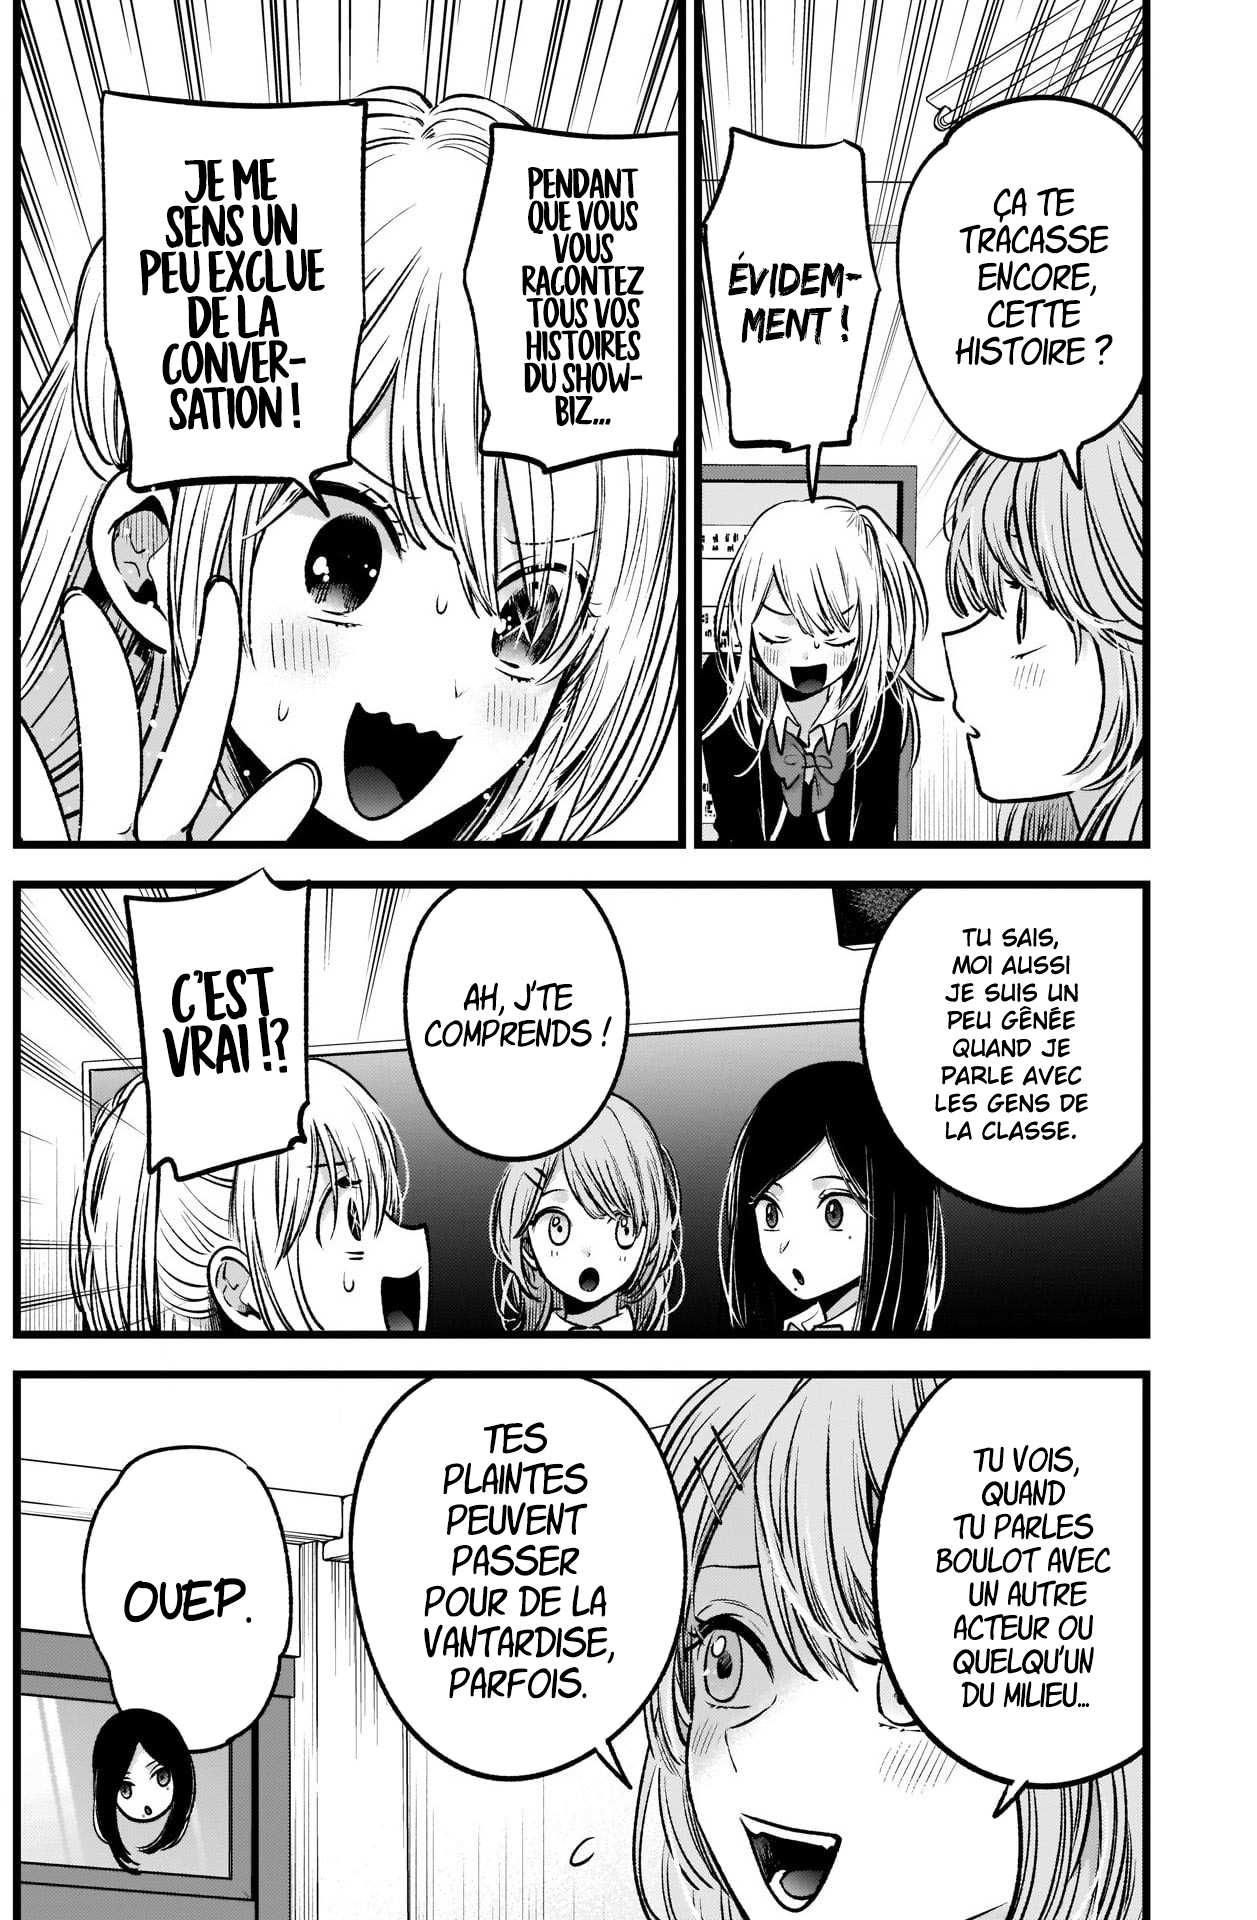 ÇA TE
TRACASSE
ENCORE,
CETTE
HISTOIRE ?
ÉVIDEM-
MENT !
PENDANT
QUE VOUS
VOUS
RACONTEZ
TOUS VOS
HISTOIRES
DU SHOW-
BIZ...
JE ME
SENS UN
PEU EXCLUE
DE LA
CONVER-
SATION !
TU SAIS,
MOI AUSSI
JE SUIS UN
PEU GÊNÉE
QUAND JE
PARLE AVEC
LES GENS DE
LA CLASSE.
AH, J'TE
COMPRENDS !
C'EST
VRAI !?
TU VOIS,
QUAND
TU PARLES
BOULOT AVEC
UN AUTRE
ACTEUR OU
QUELQU'UN
DU MILIEU...
TES
PLAINTES
PEUVENT
PASSER
POUR DE LA
VANTARDISE,
PARFOIS.
OUEP.